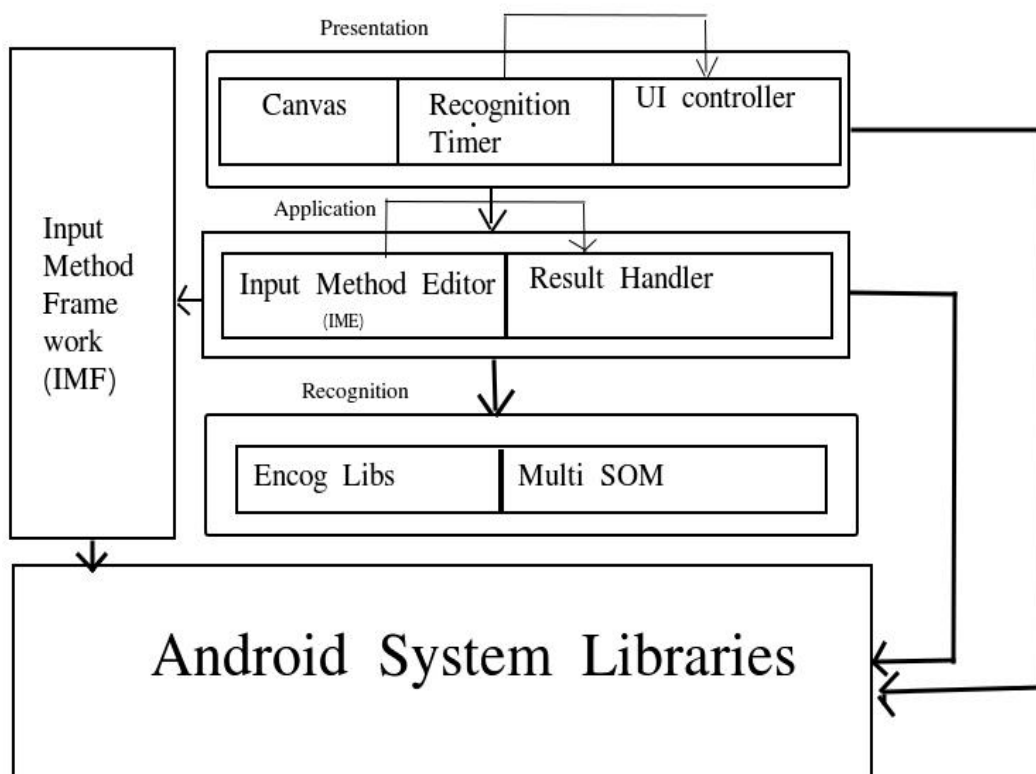 Presentation
Canvas
Recognition
Timer
UI controller
Input
Method
Frame
work
(IMF)
Application
Input Method Editor
(IME)
Result Handler
Recognition
Encog Libs
Multi SOM
Android System Libraries